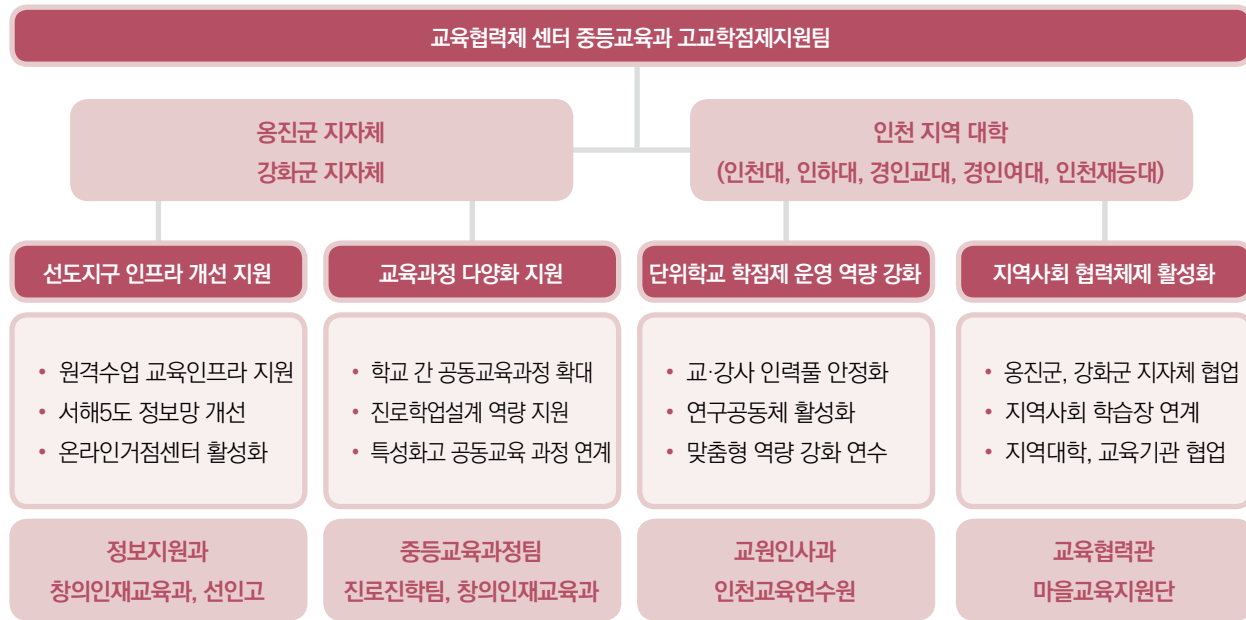 교육협력체 센터 중등교육과 고교학점제지원팀
옹진군 지자체
강화군 지자체
인천 지역 대학
(인천대, 인하대, 경인교대, 경인여대, 인천재능대)
선도지구 인프라 개선 지원
• 원격수업 교육인프라 지원
• 서해5도 정보망 개선
• 온라인거점센터 활성화
정보지원과
창의인재교육과, 선인고
교육과정 다양화 지원
• 학교 간 공동교육과정 확대
• 진로학업설계 역량 지원
• 특성화고 공동교육 과정 연계
중등교육과정팀
진로진학팀, 창의인재교육과
단위학교 학점제 운영 역량 강화
• 교·강사 인력풀 안정화
• 연구공동체 활성화
• 맞춤형 역량 강화 연수
교원인사과
인천교육연수원
지역사회 협력체제 활성화
• 옹진군, 강화군 지자체 협업
• 지역사회 학습장 연계
• 지역대학, 교육기관 협업
교육협력관
마을교육지원단